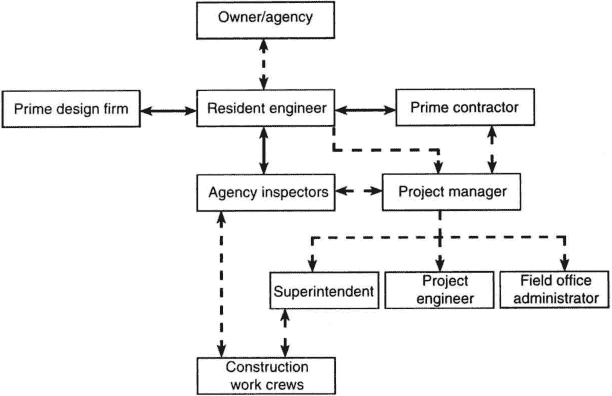 Owner/agency
Prime design firm
Resident engineer
Prime contractor
Agency inspectors
Project manager
Superintendent
Project
engineer
Field office
administrator
Construction
work crews